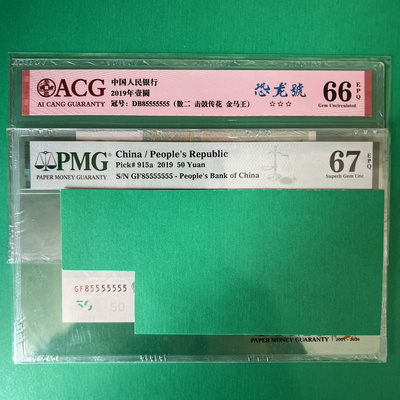 ACG
AI CANG GUARANTY
中国人民银行
2019年壹圆
冠号：DB85555555（数二 击鼓传花 金马王）
恐龙號
☆☆☆
66 EPQ
Gem Uncirculated
PMG
PAPER MONEY GUARANTY
China / People's Republic
Pick# 915a 2019 50 Yuan
S/N GF85555555 - People's Bank of China
67 EPQ
Superb Gem Unc
GF85555555
50
PAPER MONEY GUARANTY